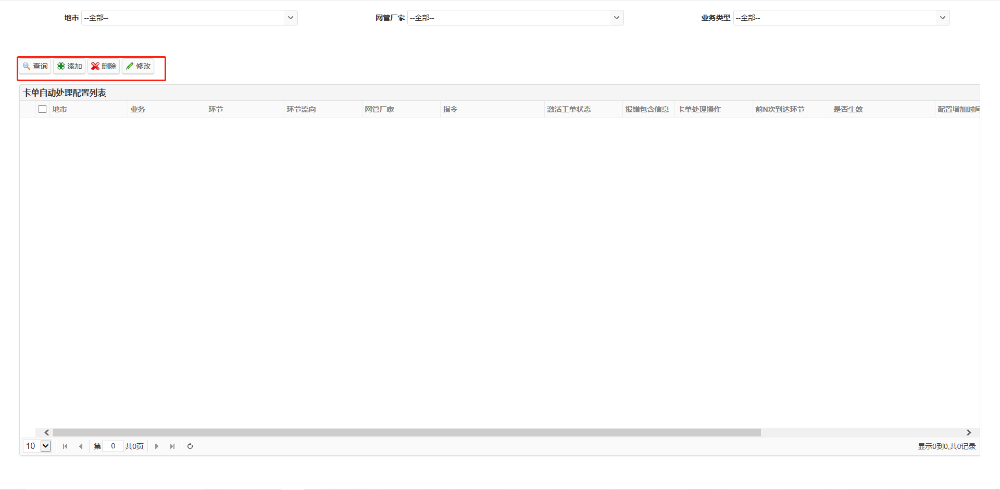 地市 --全部-- 网管厂家 --全部-- 业务类型 --全部--
查询 添加 删除 修改
卡单自动处理配置列表
地市 业务 环节 环节流向 网管厂家 指令 激活工单状态 报错包含信息 卡单处理操作 前N次到达环节 是否生效 配置增加时间
10 第 0 共0页 显示0到0,共0记录